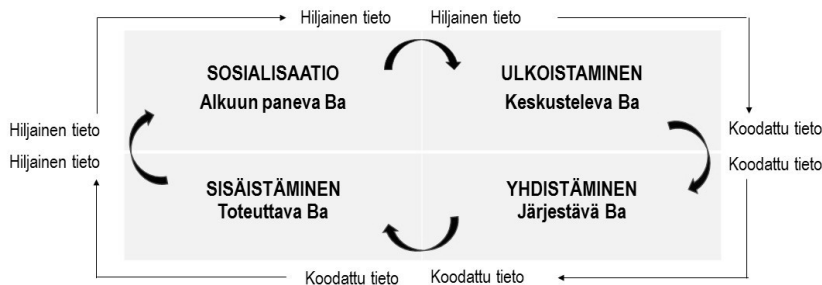 Hiljainen tieto Hiljainen tieto
SOSIALISAATIO
Alkuun paneva Ba
ULKOISTAMINEN
Keskusteleva Ba
Hiljainen tieto
Hiljainen tieto
Koodattu tieto
Koodattu tieto
SISÄISTÄMINEN
Toteuttava Ba
YHDISTÄMINEN
Järjestävä Ba
Koodattu tieto Koodattu tieto